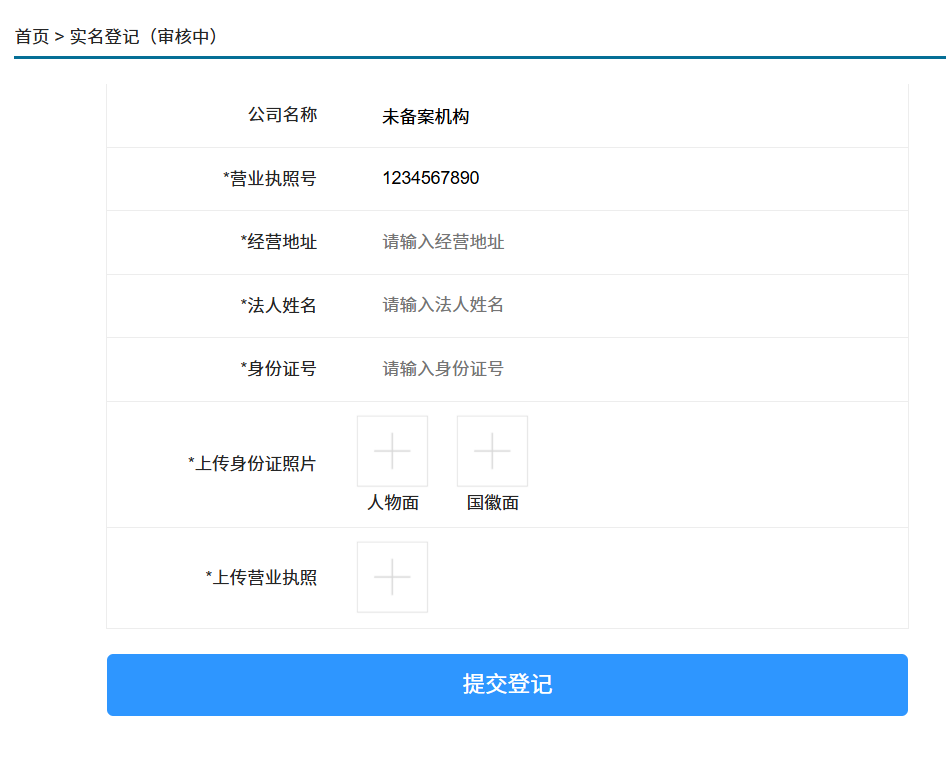 首页 > 实名登记（审核中）
公司名称 未备案机构
*营业执照号 1234567890
*经营地址 请输入经营地址
*法人姓名 请输入法人姓名
*身份证号 请输入身份证号
*上传身份证照片
人物面 国徽面
*上传营业执照
提交登记